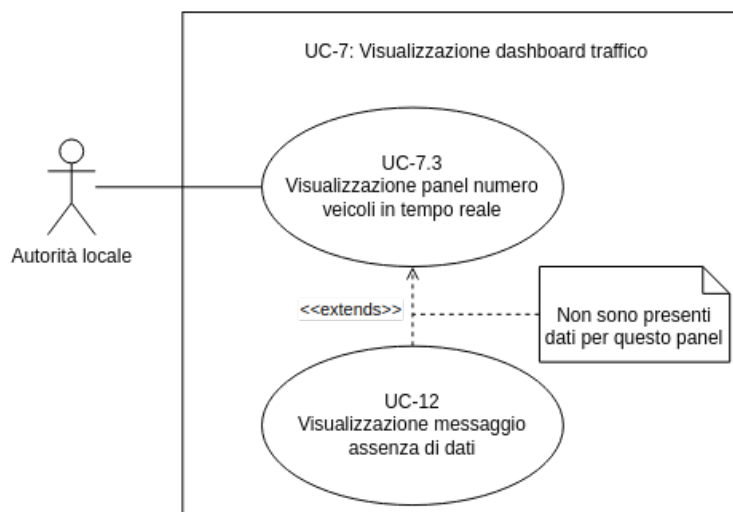 UC-7: Visualizzazione dashboard traffico
UC-7.3
Visualizzazione panel numero
veicoli in tempo reale
Autorità locale
<<extends>>
Non sono presenti
dati per questo panel
UC-12
Visualizzazione messaggio
assenza di dati